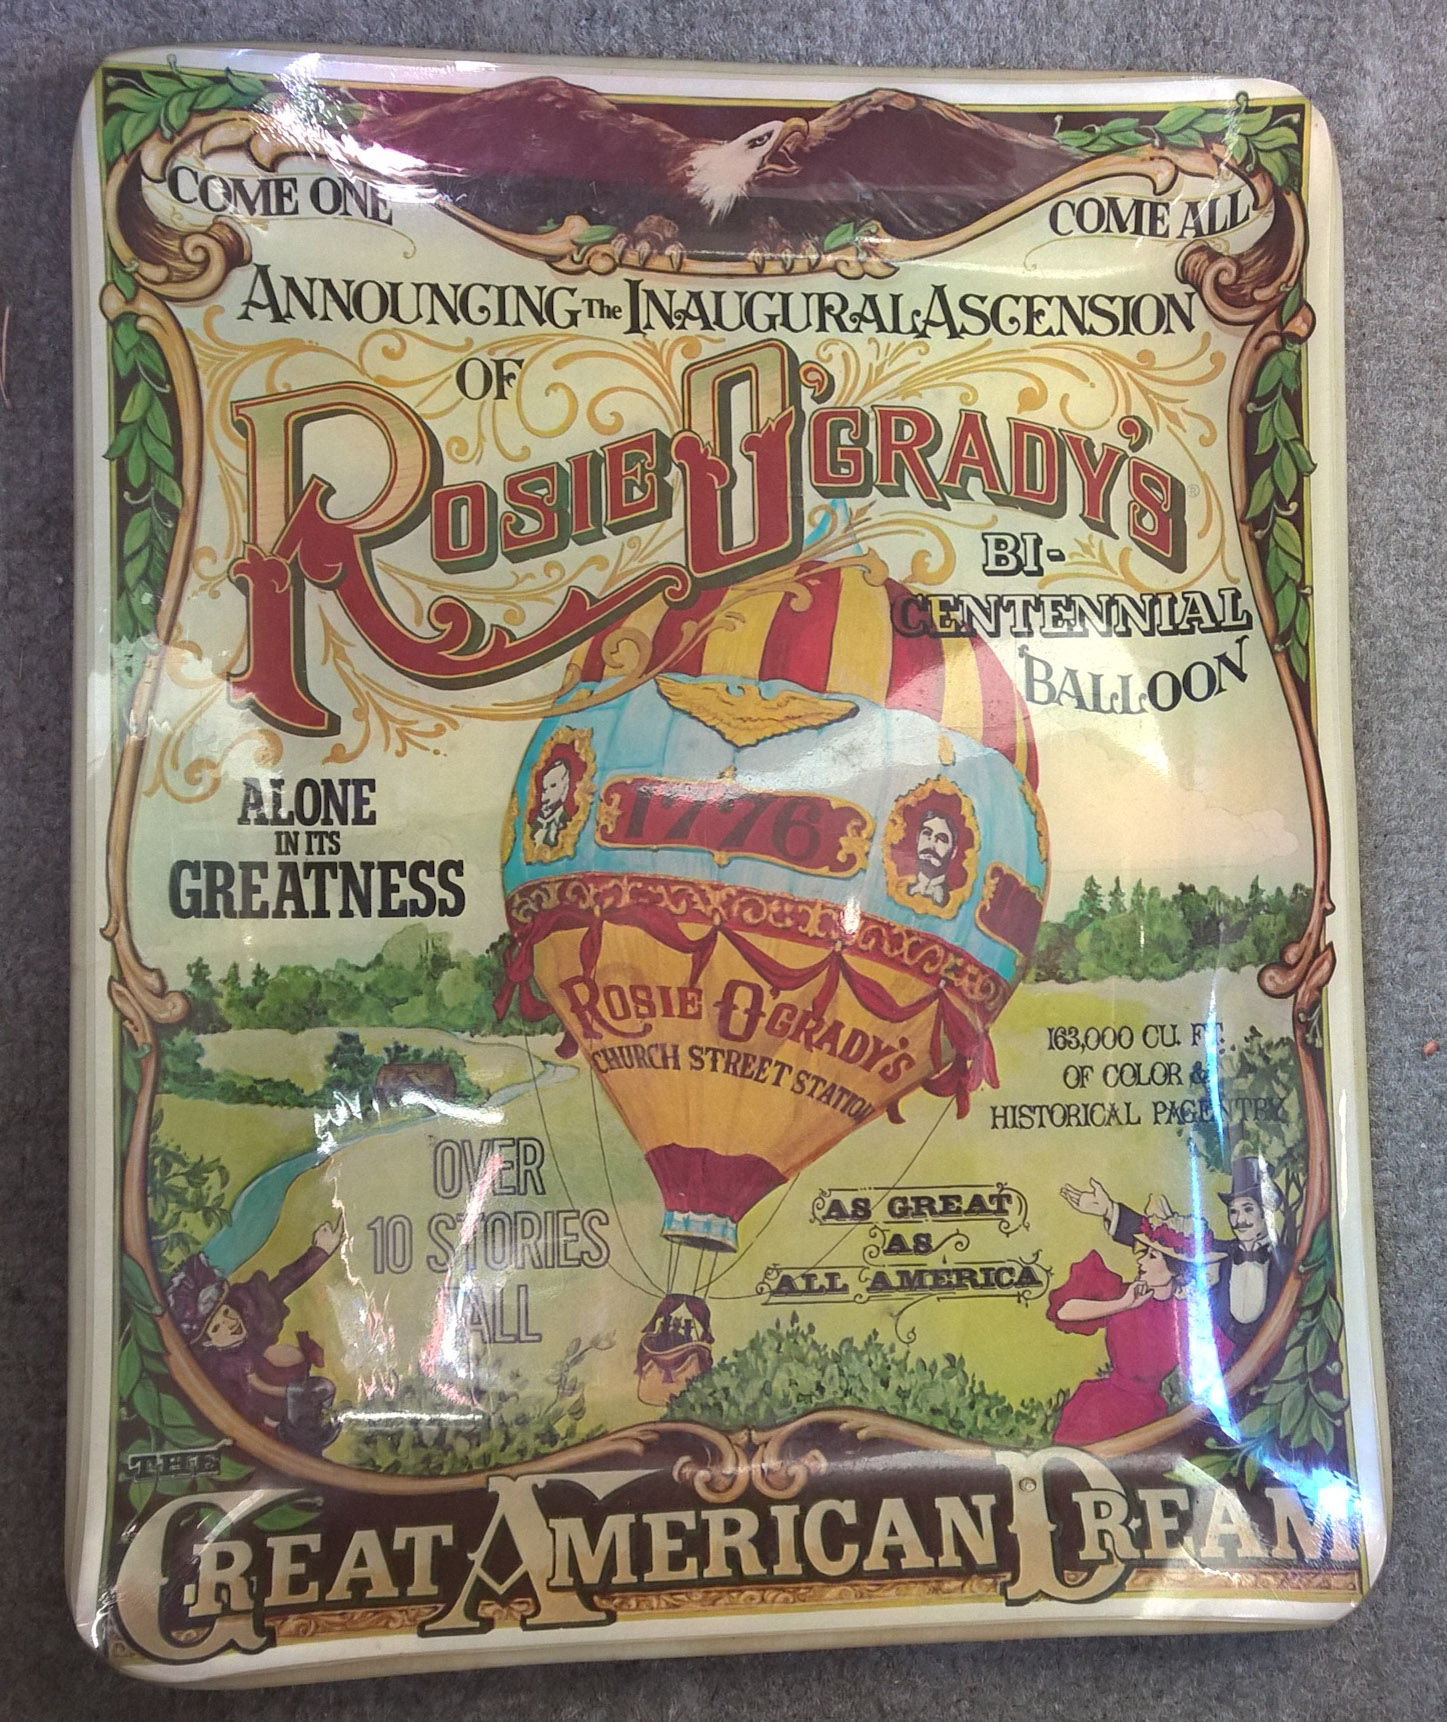 COME ONE
COME ALL
ANNOUNCING The INAUGURAL ASCENSION
OF
ROSIE O'GRADY'S®
BI-
CENTENNIAL
BALLOON
ALONE
IN ITS
GREATNESS
1776
ROSIE O'GRADY'S
CHURCH STREET STATION
163,000 CU. FT.
OF COLOR &
HISTORICAL PAGENTRY
OVER
10 STORIES
TALL
AS GREAT
AS
ALL AMERICA
THE
GREAT AMERICAN DREAM